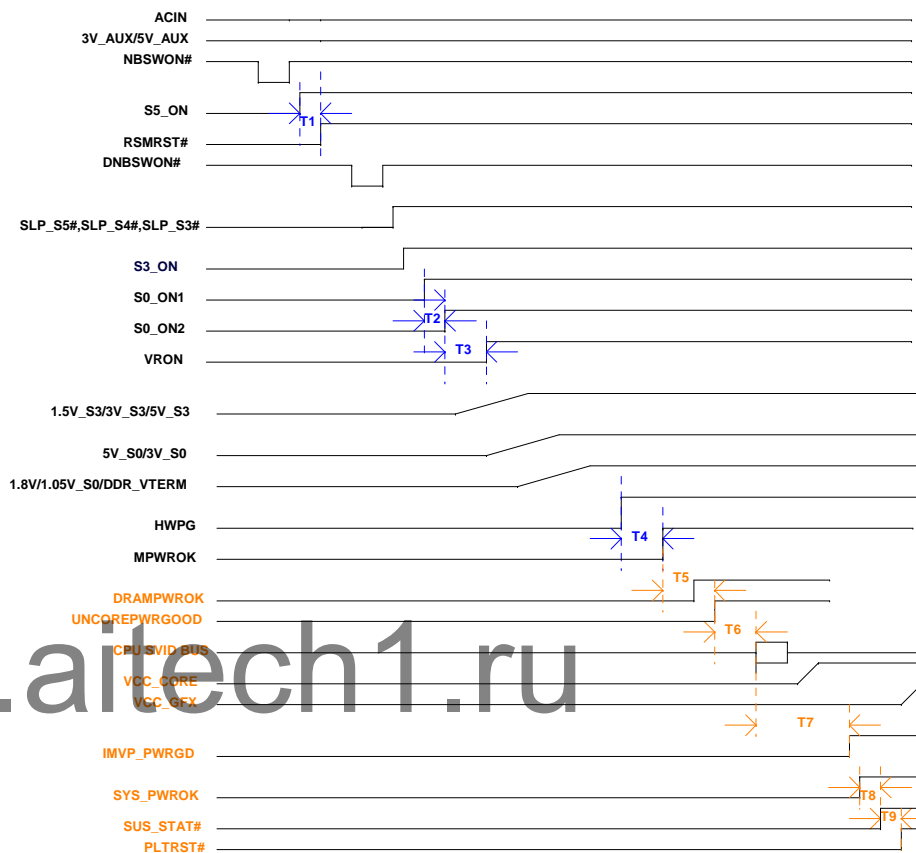 ACIN
3V_AUX/5V_AUX
NBSWON#
S5_ON
T1
RSMRST#
DNBSWON#
SLP_S5#,SLP_S4#,SLP_S3#
S3_ON
S0_ON1
T2
S0_ON2
T3
VRON
1.5V_S3/3V_S3/5V_S3
5V_S0/3V_S0
1.8V/1.05V_S0/DDR_VTERM
HWPG
T4
MPWROK
T5
DRAMPWROK
UNCOREPWRGOOD
T6
CPU SVID BUS
.aitech1.ru
VCC_CORE
VCC_GFX
T7
IMVP_PWRGD
SYS_PWROK
T8
SUS_STAT#
T9
PLTRST#